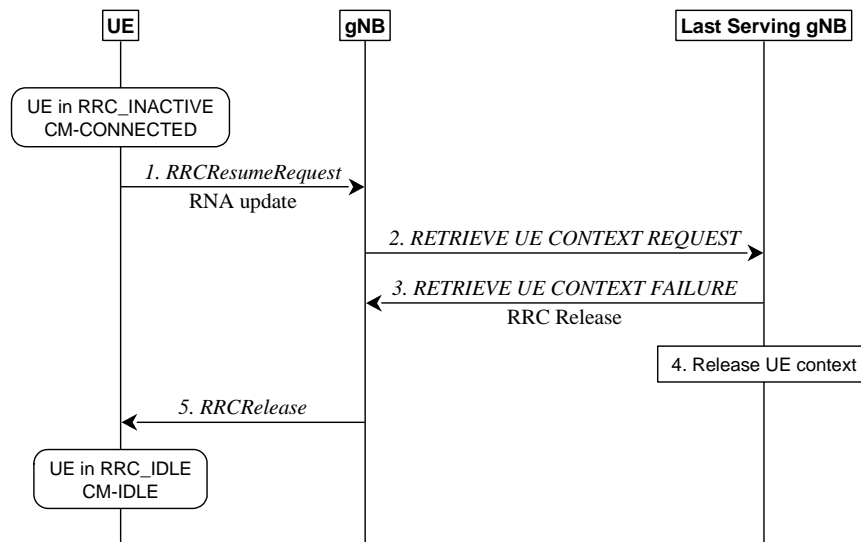 UE
gNB
Last Serving gNB
UE in RRC_INACTIVE
CM-CONNECTED
1. RRCResumeRequest
RNA update
2. RETRIEVE UE CONTEXT REQUEST
3. RETRIEVE UE CONTEXT FAILURE
RRC Release
4. Release UE context
5. RRCRelease
UE in RRC_IDLE
CM-IDLE